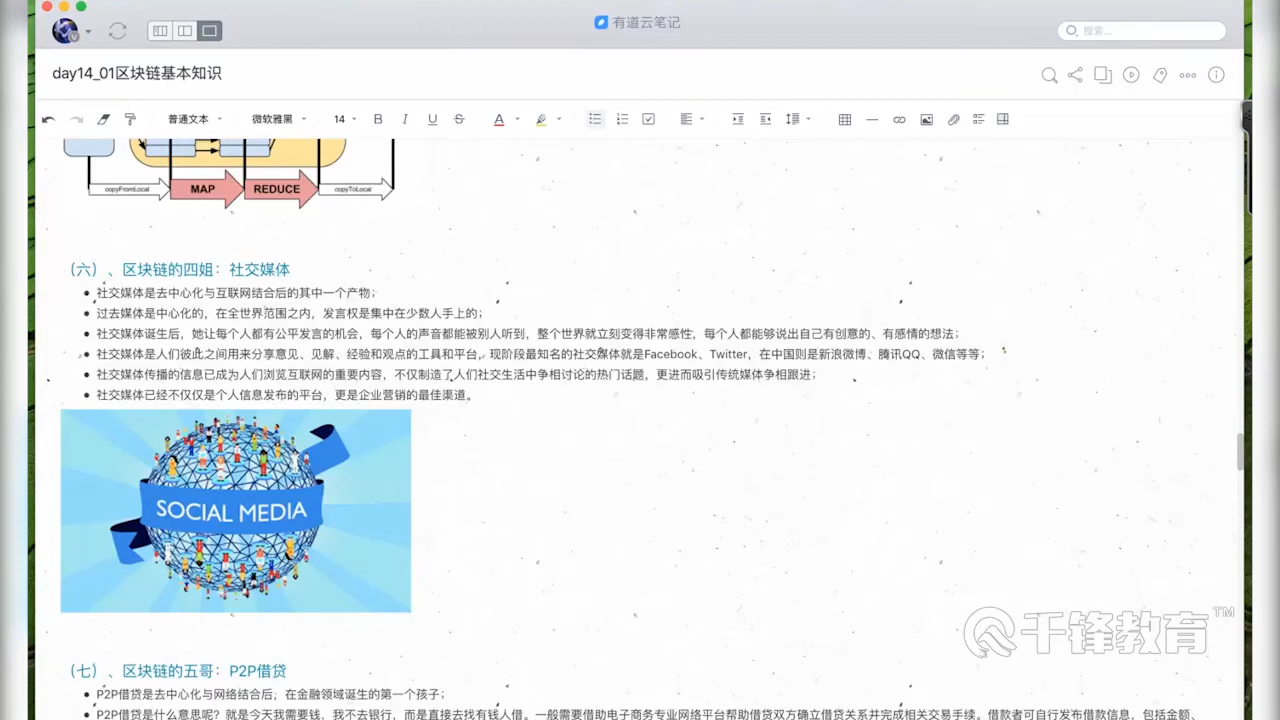 有道云笔记
搜索...
day14_01区块链基本知识
普通文本 微软雅黑 14 B I U S A
copyFromLocal MAP REDUCE copyToLocal
（六）、区块链的四姐：社交媒体
社交媒体是去中心化与互联网结合后的其中一个产物；
过去媒体是中心化的，在全世界范围之内，发言权是集中在少数人手上的；
社交媒体诞生后，她让每个人都有公平发言的机会，每个人的声音都能被别人听到，整个世界就立刻变得非常感性，每个人都能够说出自己有创意的、有感情的想法；
社交媒体是人们彼此之间用来分享意见、见解、经验和观点的工具和平台，现阶段最知名的社交媒体就是Facebook、Twitter，在中国则是新浪微博、腾讯QQ、微信等等；
社交媒体传播的信息已成为人们浏览互联网的重要内容，不仅制造了人们社交生活中争相讨论的热门话题，更进而吸引传统媒体争相跟进；
社交媒体已经不仅仅是个人信息发布的平台，更是企业营销的最佳渠道。
SOCIAL MEDIA
千锋教育™
（七）、区块链的五哥：P2P借贷
P2P借贷是去中心化与网络结合后，在金融领域诞生的第一个孩子；
P2P借贷是什么意思呢？就是今天我需要钱，我不去银行，而是直接去找有钱人借。一般需要借助电子商务专业网络平台帮助借贷双方确立借贷关系并完成相关交易手续。借款者可自行发布借款信息，包括金额、